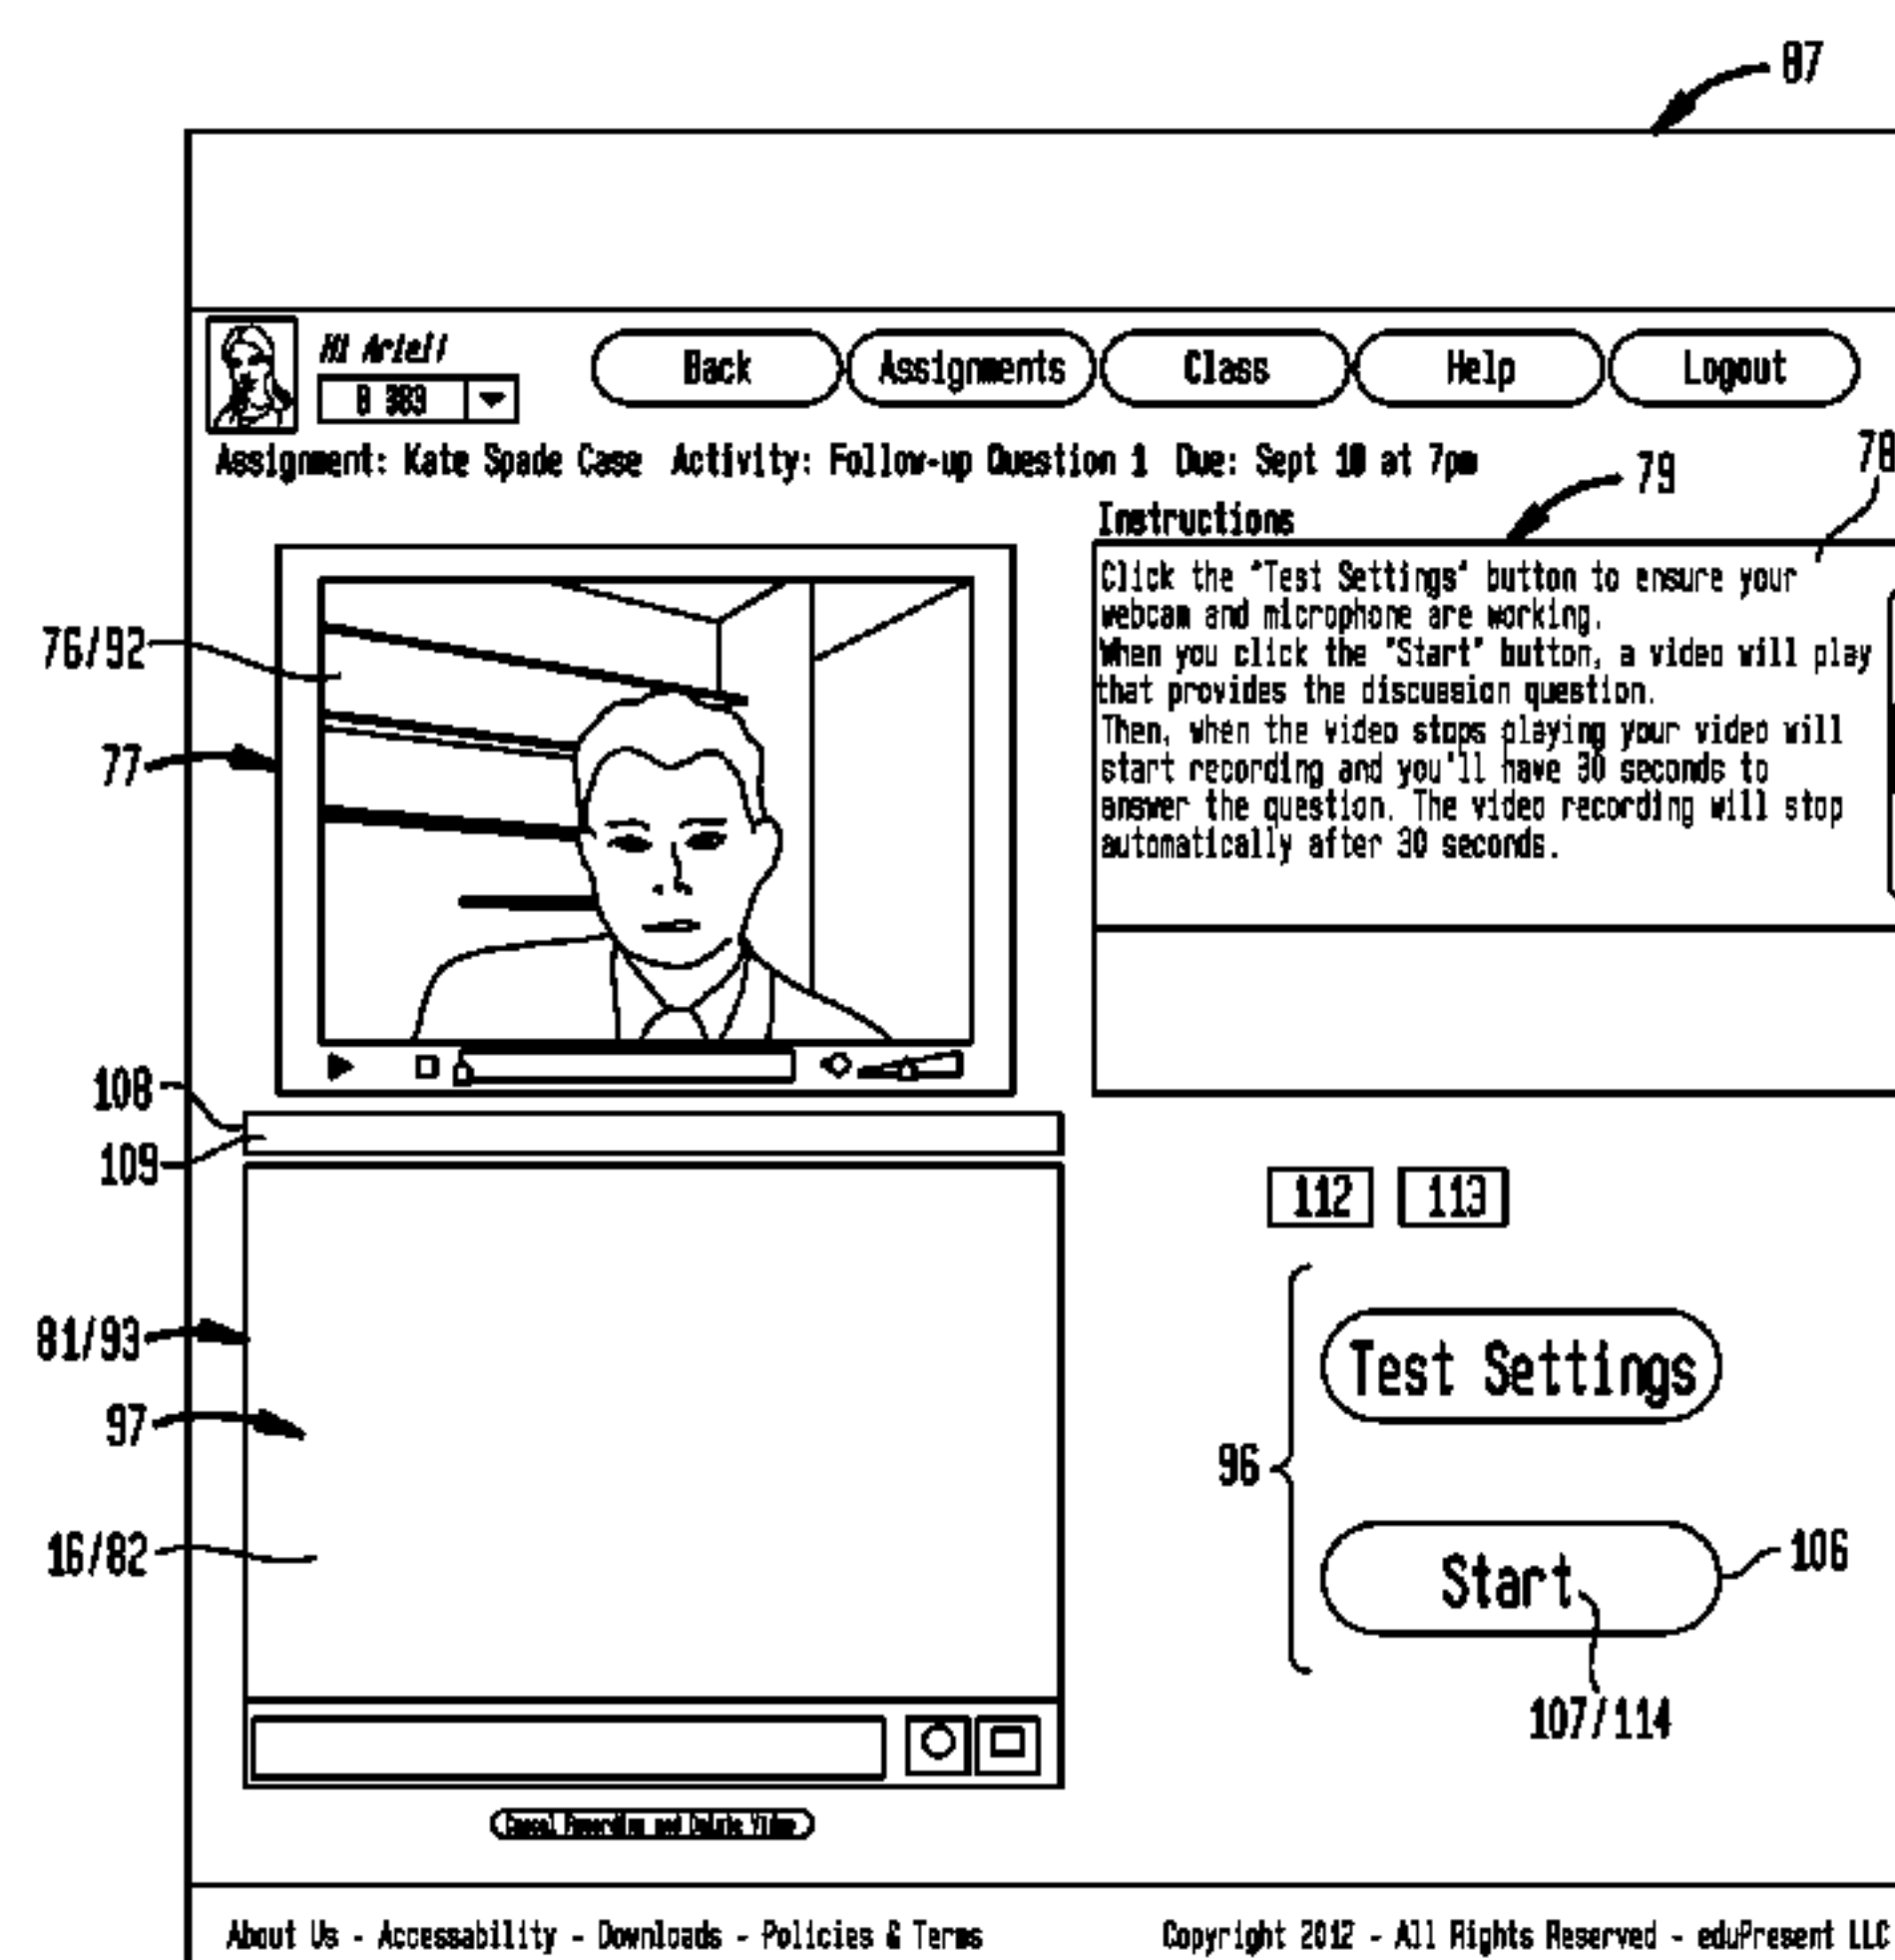 87
Hi Ariel!
B 383
Back Assignments Class Help Logout
Assignment: Kate Spade Case Activity: Follow-up Question 1 Due: Sept 10 at 7pm
78
79
Instructions
Click the "Test Settings" button to ensure your
webcam and microphone are working.
When you click the "Start" button, a video will play
that provides the discussion question.
Then, when the video stops playing your video will
start recording and you'll have 30 seconds to
answer the question. The video recording will stop
automatically after 30 seconds.
76/92
77
108
109
112 113
81/93
Test Settings
97
96
16/82
Start
106
107/114
Cancel Recording and Delete Video
About Us - Accessability - Downloads - Policies & Terms
Copyright 2012 - All Rights Reserved - eduPresent LLC